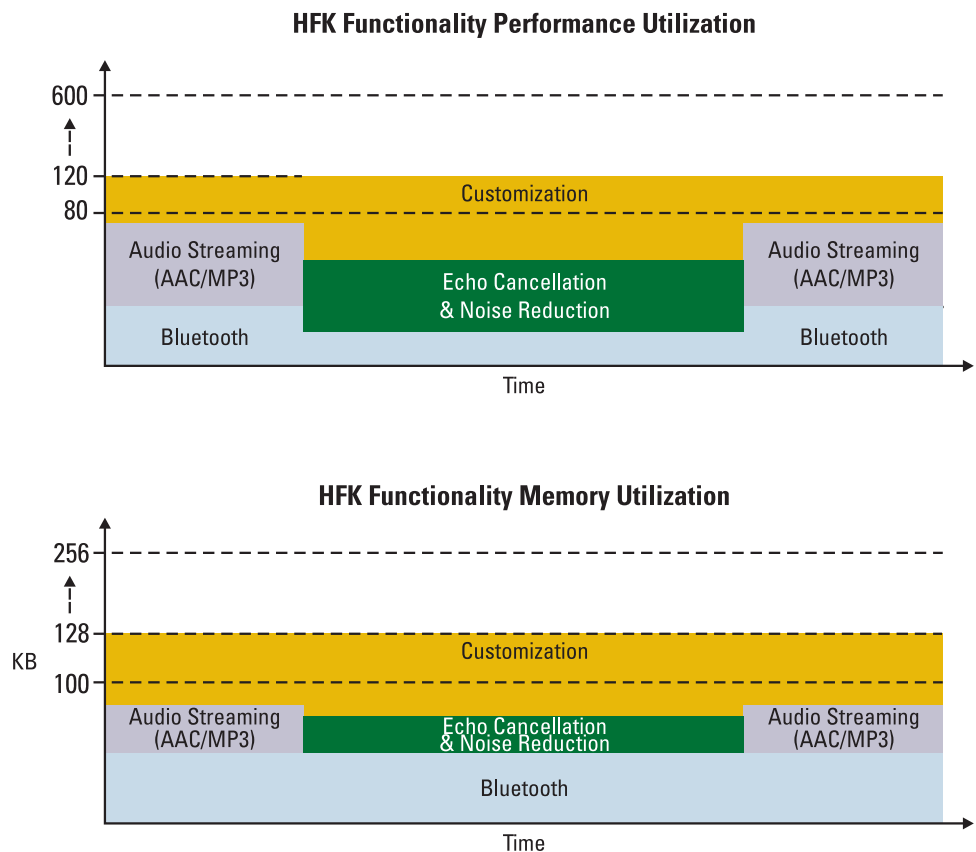 HFK Functionality Performance Utilization
600
120
80
Customization
Audio Streaming
(AAC/MP3)
Echo Cancellation
& Noise Reduction
Audio Streaming
(AAC/MP3)
Bluetooth
Bluetooth
Time
HFK Functionality Memory Utilization
256
128
KB
100
Customization
Audio Streaming
(AAC/MP3)
Echo Cancellation
& Noise Reduction
Audio Streaming
(AAC/MP3)
Bluetooth
Time